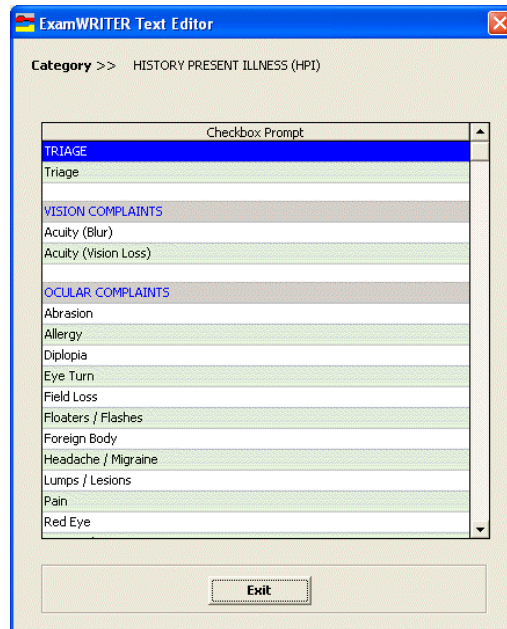 ExamWRITER Text Editor
Category >> HISTORY PRESENT ILLNESS (HPI)
Checkbox Prompt
TRIAGE
Triage
VISION COMPLAINTS
Acuity (Blur)
Acuity (Vision Loss)
OCULAR COMPLAINTS
Abrasion
Allergy
Diplopia
Eye Turn
Field Loss
Floaters / Flashes
Foreign Body
Headache / Migraine
Lumps / Lesions
Pain
Red Eye
Exit